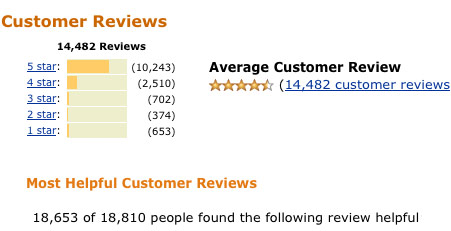 Customer Reviews
14,482 Reviews
5 star: (10,243)
4 star: (2,510)
3 star: (702)
2 star: (374)
1 star: (653)
Average Customer Review
(14,482 customer reviews
Most Helpful Customer Reviews
18,653 of 18,810 people found the following review helpful